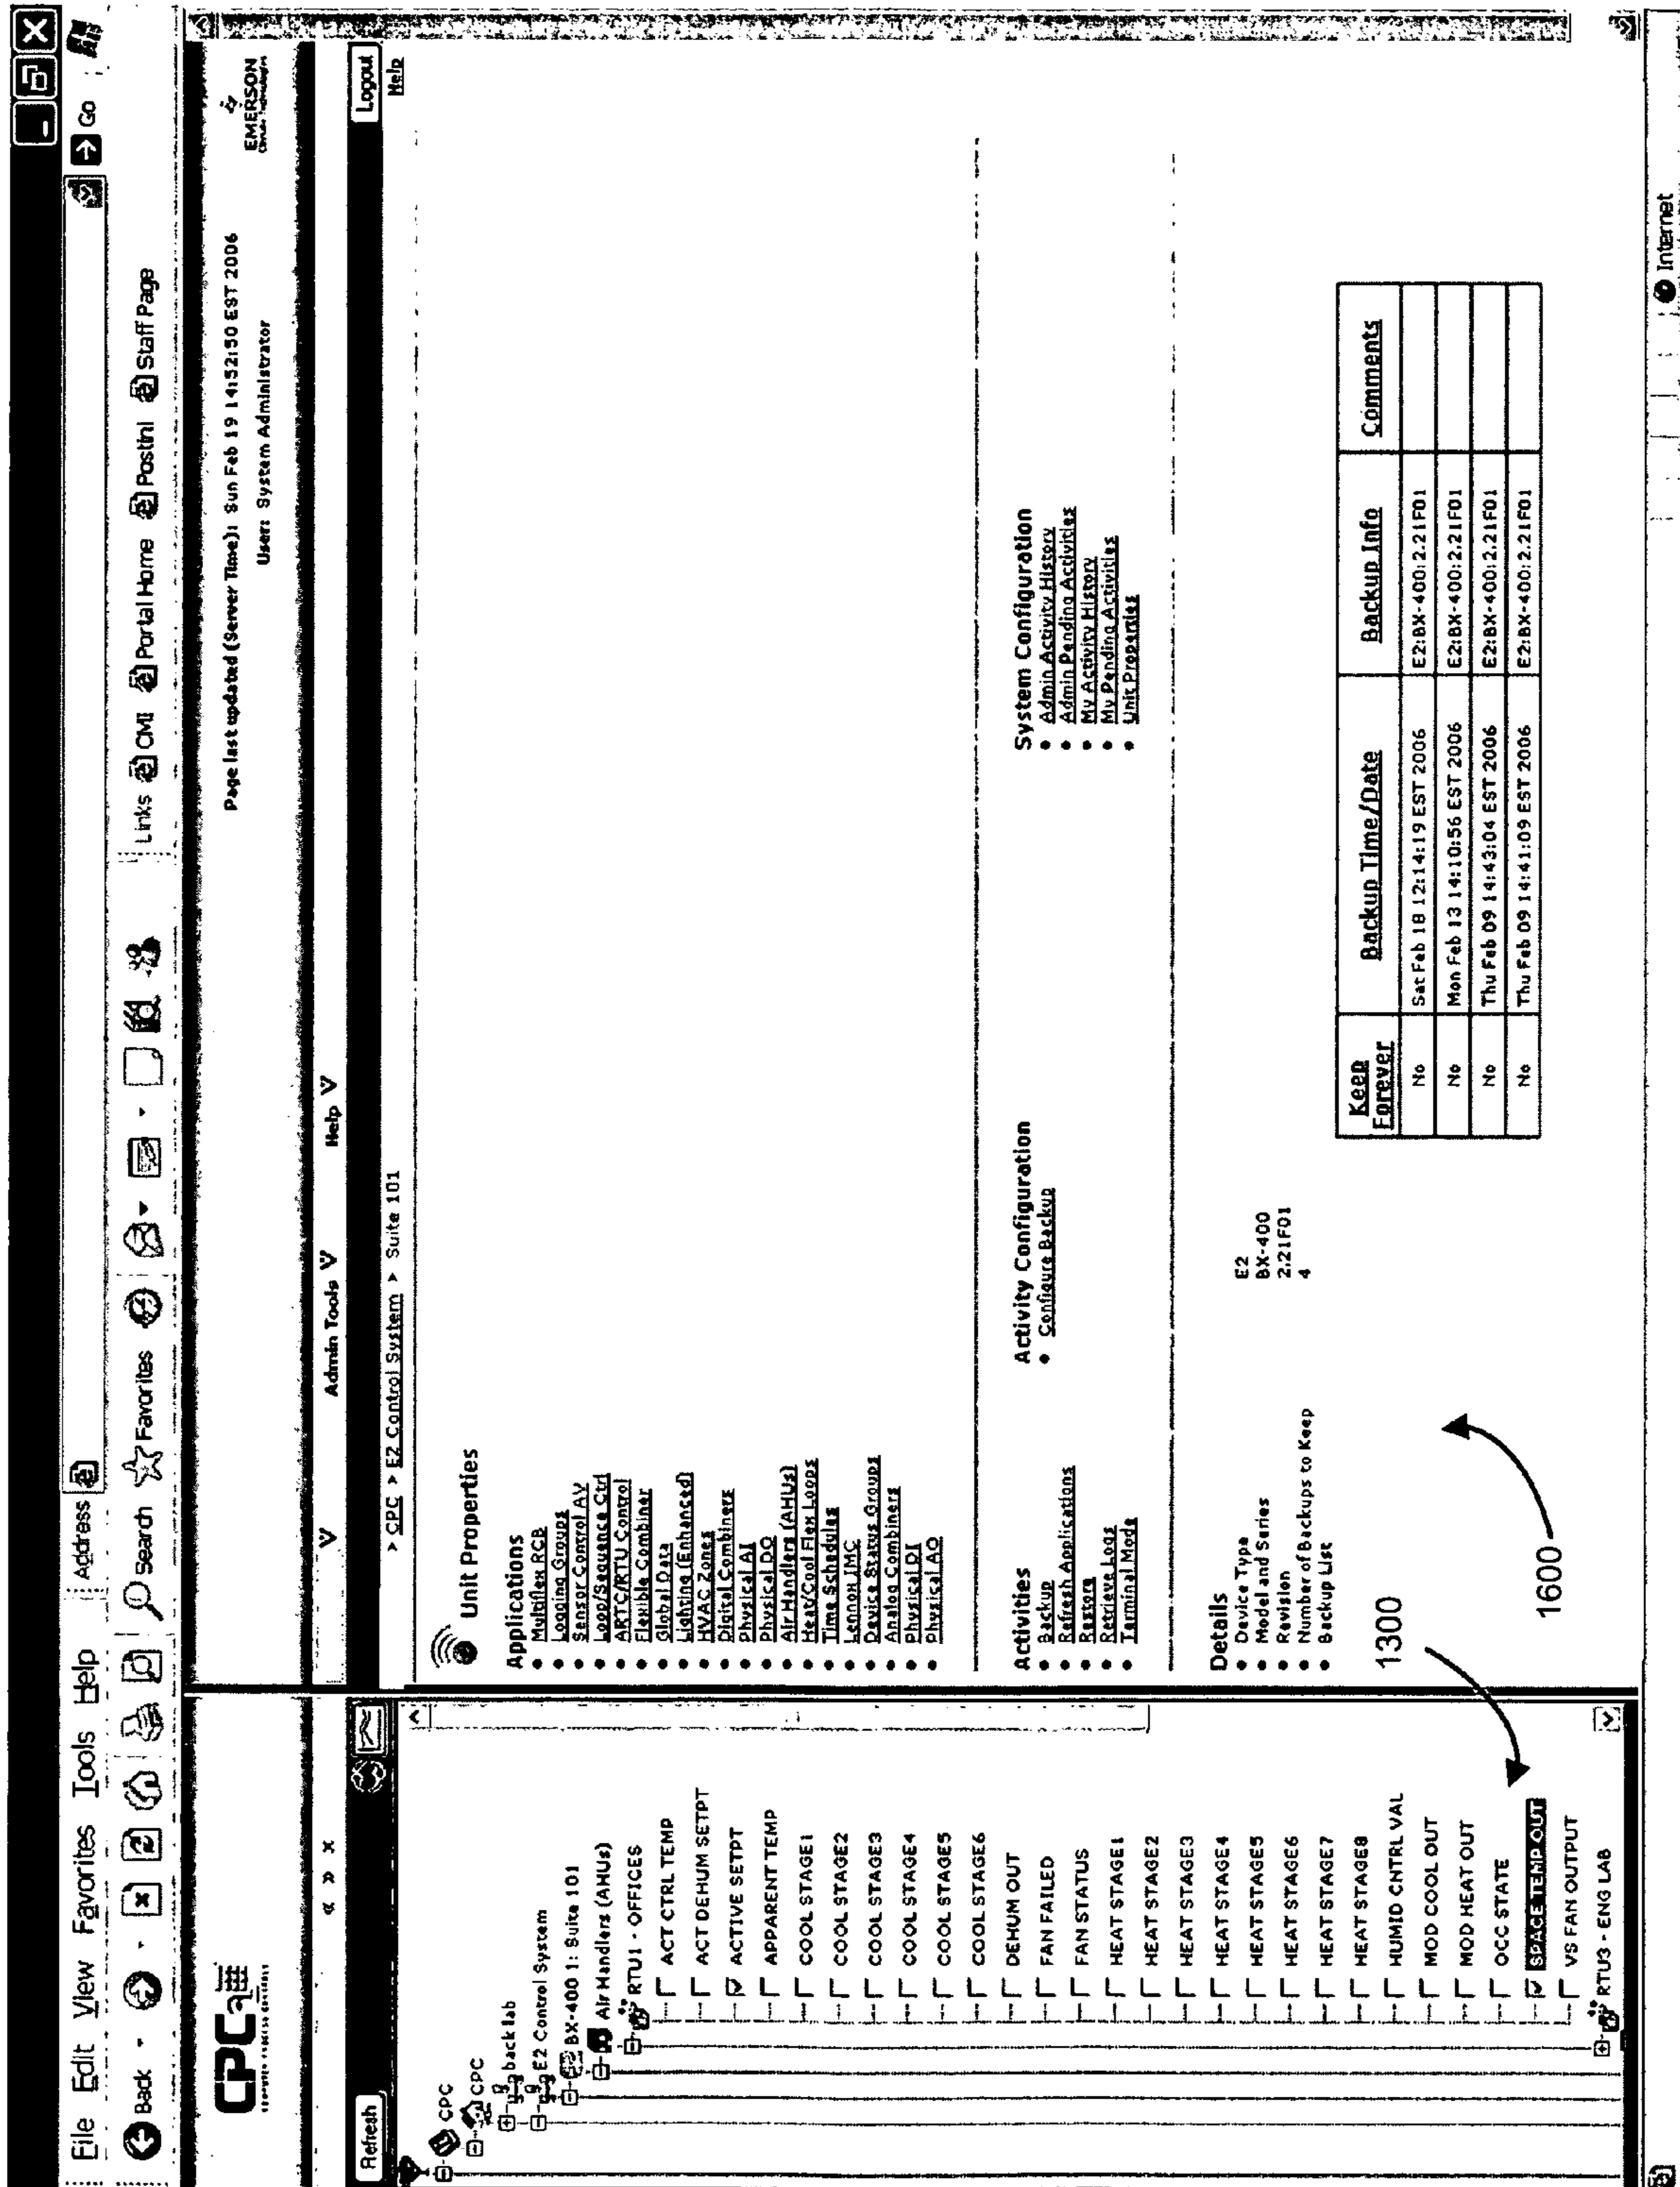 File Edit View Favorites Tools Help
Address
Go
Back
Search
Favorites
Links
CMI
Portal Home
Postini
Staff Page
CPC
Page last updated (Server Time): Sun Feb 19 14:52:50 EST 2006
User: System Administrator
EMERSON
« » x
Admin Tools V
Help V
Refresh
Logout
> CPC > E2 Control System > Suite 101
Help
CPC
CPC
back lab
E2 Control System
BX-400 1: Suite 101
Air Handlers (AHUs)
RTU1 - OFFICES
ACT CTRL TEMP
ACT DEHUM SETPT
ACTIVE SETPT
APPARENT TEMP
COOL STAGE1
COOL STAGE2
COOL STAGE3
COOL STAGE4
COOL STAGE5
COOL STAGE6
DEHUM OUT
FAN FAILED
FAN STATUS
HEAT STAGE1
HEAT STAGE2
HEAT STAGE3
HEAT STAGE4
HEAT STAGE5
HEAT STAGE6
HEAT STAGE7
HEAT STAGE8
HUMID CNTRL VAL
MOD COOL OUT
MOD HEAT OUT
OCC STATE
SPACE TEMP OUT
VS FAN OUTPUT
RTU3 - ENG LAB
Unit Properties
Applications
• Multiflex RCB
• Logging Groups
• Sensor Control AV
• Loop/Sequence Ctrl
• ARTC/RTU Control
• Flexible Combiner
• Global Data
• Lighting (Enhanced)
• HVAC Zones
• Digital Combiners
• Physical AI
• Physical DO
• Air Handlers (AHUs)
• Heat/Cool Flex Loops
• Time Schedules
• Lennox IMC
• Device Status Groups
• Analog Combiners
• Physical DI
• Physical AO
Activities
• Backup
• Refresh Applications
• Restore
• Retrieve Logs
• Terminal Mode
Activity Configuration
• Configure Backup
System Configuration
• Admin Activity History
• Admin Pending Activities
• My Activity History
• My Pending Activities
• Unit Properties
Details
• Device Type E2
• Model and Series BX-400
• Revision 2.21F01
• Number of Backups to Keep 4
• Backup List
Keep Forever Backup Time/Date Backup Info Comments
No Sat Feb 18 12:14:19 EST 2006 E2:BX-400:2.21F01
No Mon Feb 13 14:10:56 EST 2006 E2:BX-400:2.21F01
No Thu Feb 09 14:43:04 EST 2006 E2:BX-400:2.21F01
No Thu Feb 09 14:41:09 EST 2006 E2:BX-400:2.21F01
1300
1600
Internet